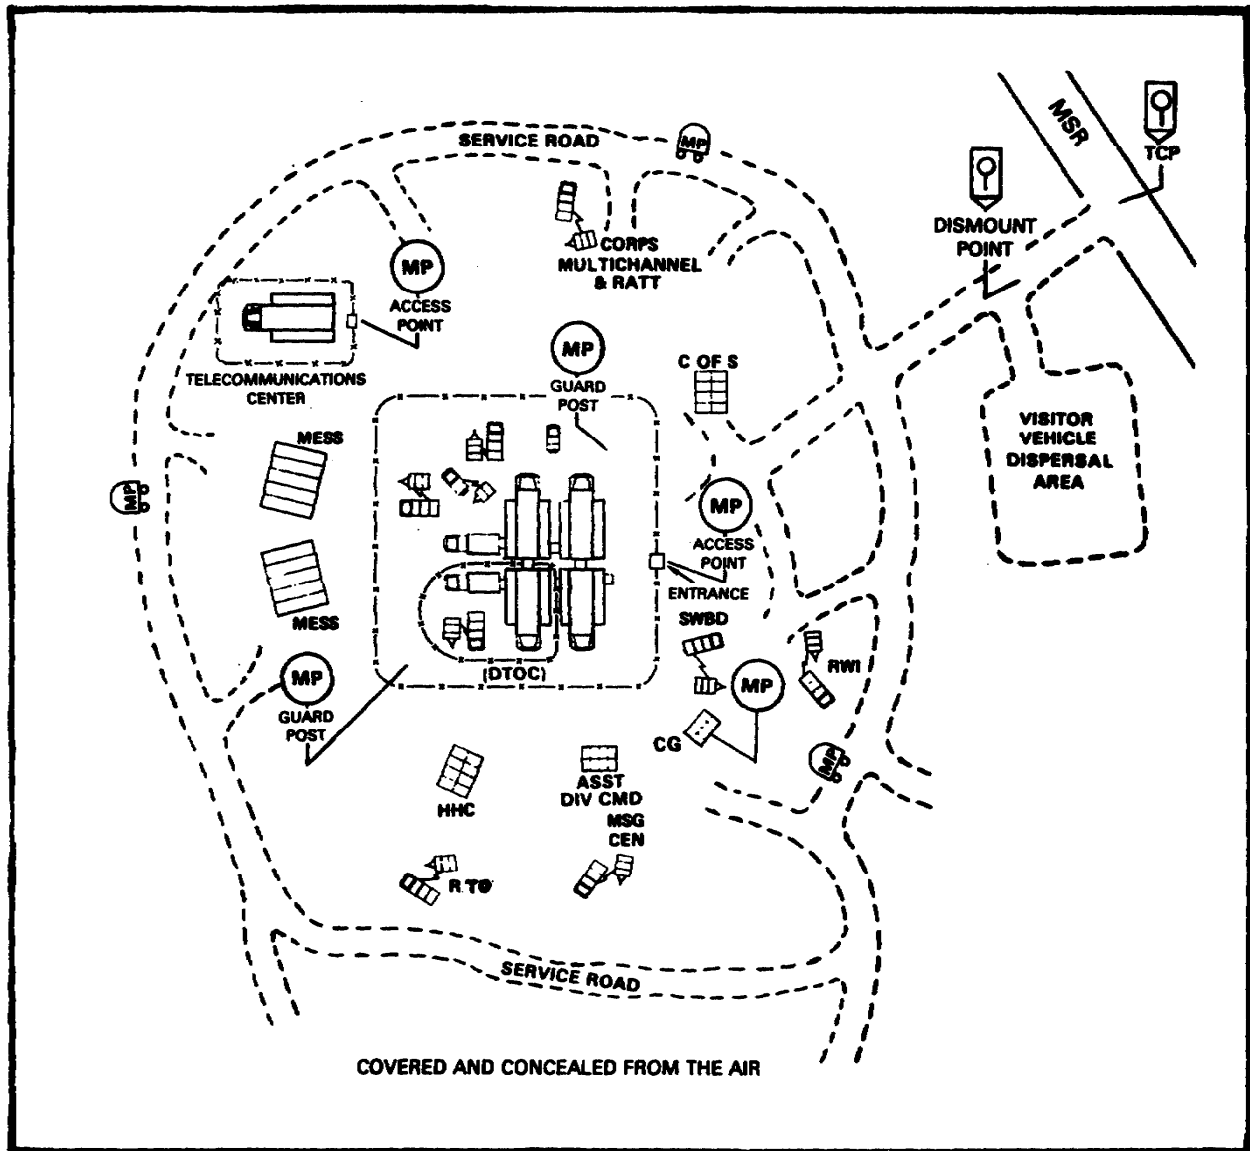 SERVICE ROAD
MP
MSR
TCP
DISMOUNT
POINT
MP
ACCESS
POINT
CORPS
MULTICHANNEL
& RATT
TELECOMMUNICATIONS
CENTER
MP
GUARD
POST
C OF S
VISITOR
VEHICLE
DISPERSAL
AREA
MESS
MP
MP
ACCESS
POINT
ENTRANCE
MESS
SWBD
(DTOC)
RWI
MP
GUARD
POST
MP
CG
MP
HHC
ASST
DIV CMD
MSG
CEN
R TO
SERVICE ROAD
COVERED AND CONCEALED FROM THE AIR